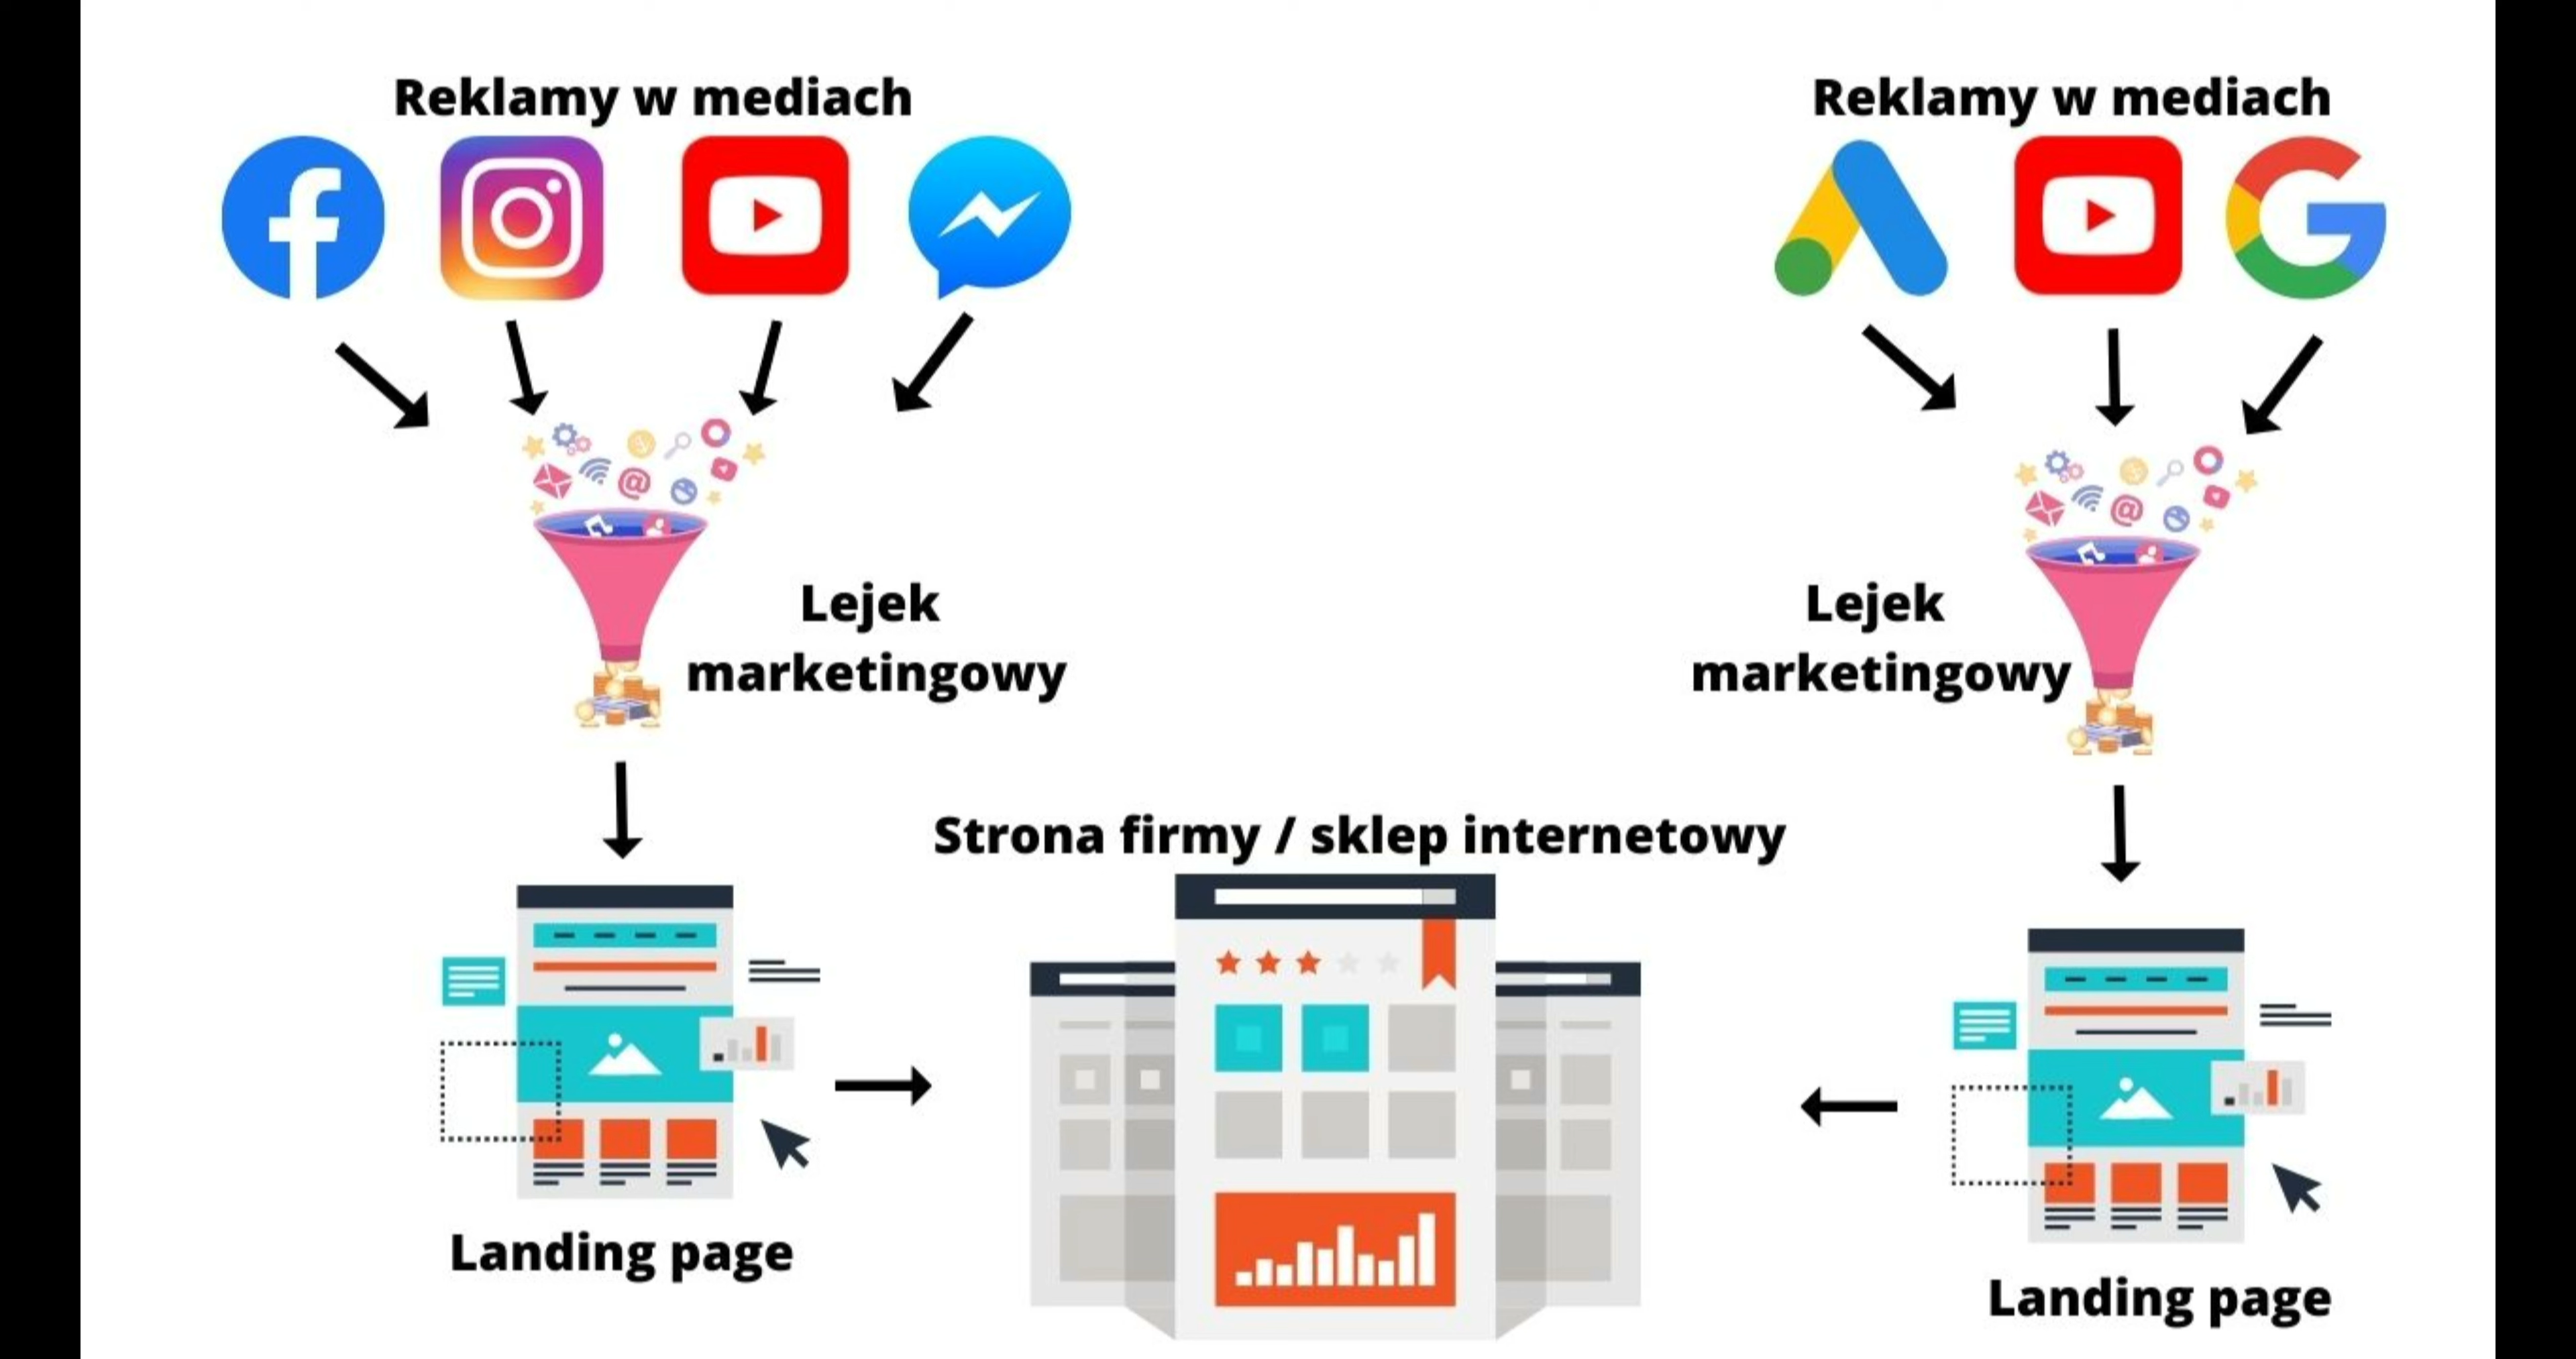 Reklamy w mediach
Reklamy w mediach
Lejek
marketingowy
Lejek
marketingowy
Strona firmy / sklep internetowy
Landing page
Landing page